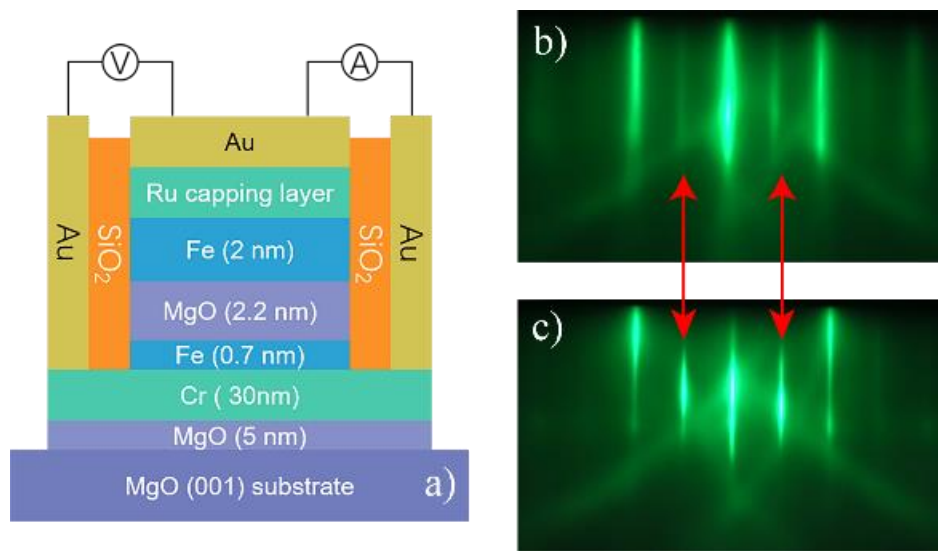 V
A
Au
Ru capping layer
Fe (2 nm)
MgO (2.2 nm)
Fe (0.7 nm)
Cr ( 30nm)
MgO (5 nm)
MgO (001) substrate
a)
Au
SiO₂
SiO₂
Au
b)
c)